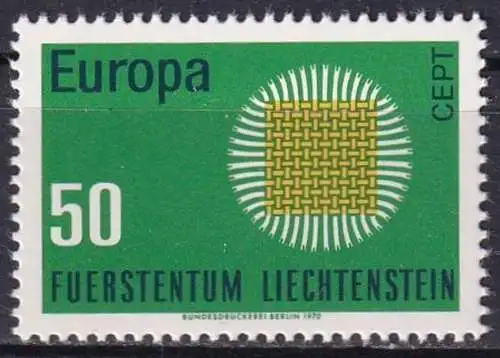 Europa
CEPT
50
FUERSTENTUM LIECHTENSTEIN
BUNDESDRUCKEREI BERLIN 1970